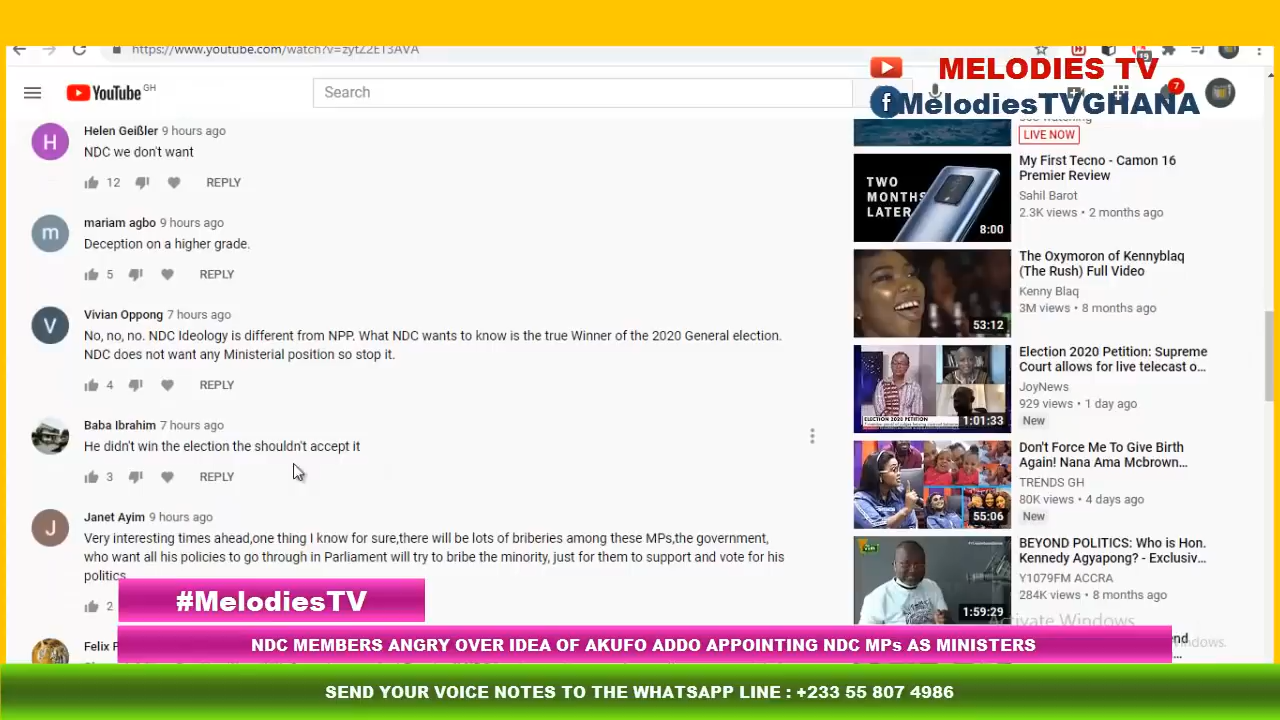 https://www.youtube.com/watch?v=zytZ2ET3AVA
MELODIES TV
MelodiesTVGHANA
YouTube GH
Search
7
Helen Geißler 9 hours ago
NDC we don't want
12 REPLY
mariam agbo 9 hours ago
Deception on a higher grade.
5 REPLY
Vivian Oppong 7 hours ago
No, no, no. NDC Ideology is different from NPP. What NDC wants to know is the true Winner of the 2020 General election.
NDC does not want any Ministerial position so stop it.
4 REPLY
Baba Ibrahim 7 hours ago
He didn't win the election the shouldn't accept it
3 REPLY
Janet Ayim 9 hours ago
Very interesting times ahead,one thing I know for sure,there will be lots of briberies among these MPs,the government,
who want all his policies to go through in Parliament will try to bribe the minority, just for them to support and vote for his
politics
2
Felix
LIVE NOW
TWO
MONTHS
LATER
8:00
My First Tecno - Camon 16
Premier Review
Sahil Barot
2.3K views • 2 months ago
53:12
The Oxymoron of Kennyblaq
(The Rush) Full Video
Kenny Blaq
3M views • 8 months ago
ELECTION 2020 PETITION:
1:01:33
Election 2020 Petition: Supreme
Court allows for live telecast o...
JoyNews
929 views • 1 day ago
New
55:06
Don't Force Me To Give Birth
Again! Nana Ama Mcbrown...
TRENDS GH
80K views • 4 days ago
New
1:59:29
BEYOND POLITICS: Who is Hon.
Kennedy Agyapong? - Exclusiv...
Y1079FM ACCRA
284K views • 8 months ago
Activate Windows
#MelodiesTV
NDC MEMBERS ANGRY OVER IDEA OF AKUFO ADDO APPOINTING NDC MPs AS MINISTERS
SEND YOUR VOICE NOTES TO THE WHATSAPP LINE : +233 55 807 4986